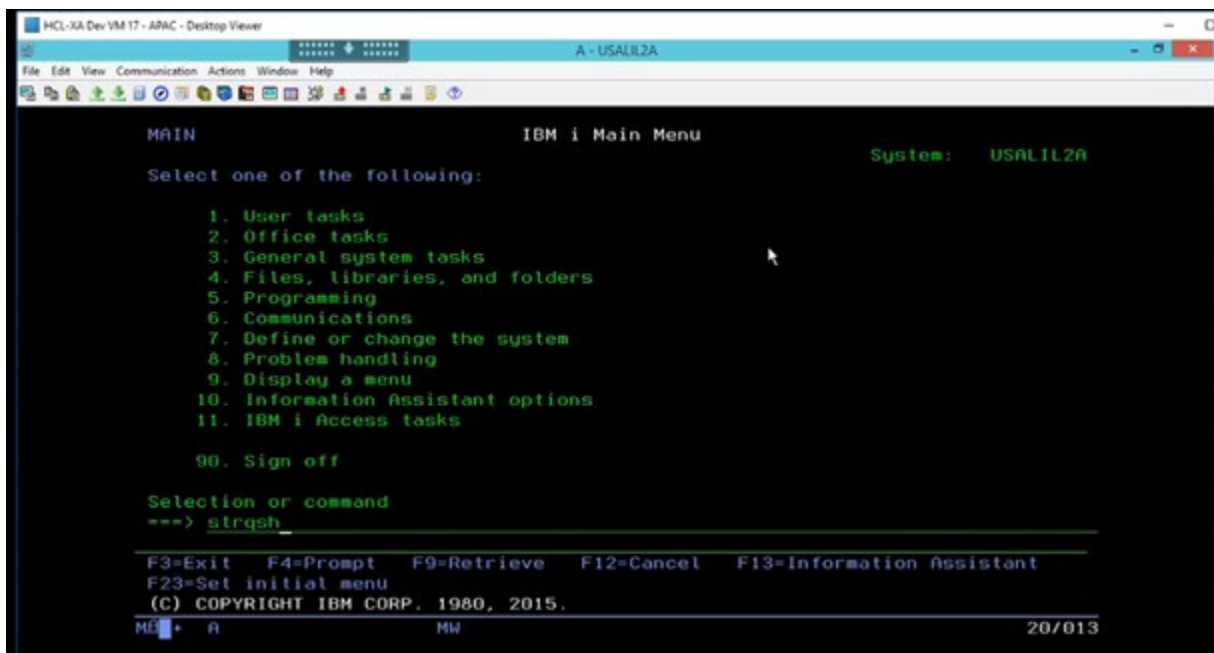 HCL-XA Dev VM 17 - APAC - Desktop Viewer
A - USALIL2A
File Edit View Communication Actions Window Help
MAIN IBM i Main Menu
System: USALIL2A
Select one of the following:
1. User tasks
2. Office tasks
3. General system tasks
4. Files, libraries, and folders
5. Programming
6. Communications
7. Define or change the system
8. Problem handling
9. Display a menu
10. Information Assistant options
11. IBM i Access tasks
90. Sign off
Selection or command
===> strqsh_
F3=Exit F4=Prompt F9=Retrieve F12=Cancel F13=Information Assistant
F23=Set initial menu
(C) COPYRIGHT IBM CORP. 1980, 2015.
A MW 20/013